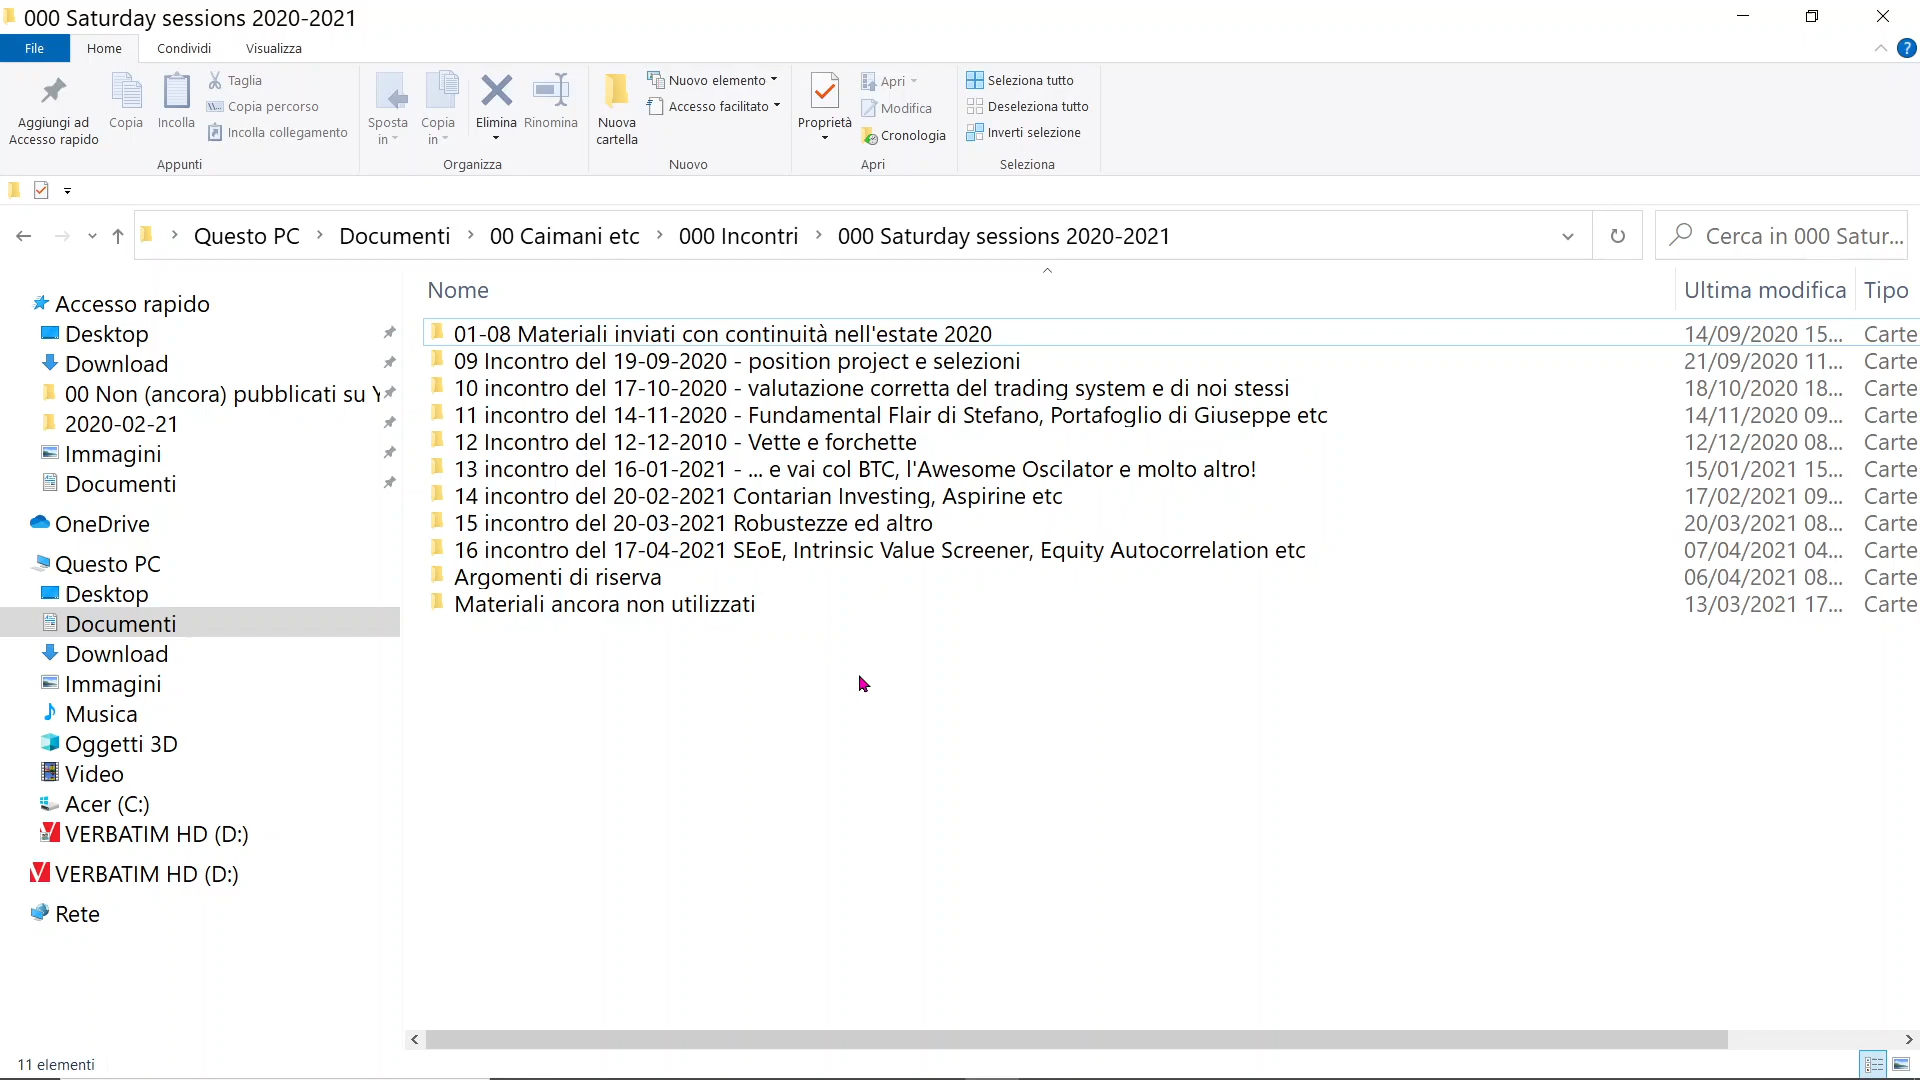 000 Saturday sessions 2020-2021
File Home Condividi Visualizza
Aggiungi ad
Accesso rapido
Copia
Incolla
Taglia
Copia percorso
Incolla collegamento
Appunti
Sposta
in
Copia
in
Elimina
Rinomina
Organizza
Nuova
cartella
Nuovo elemento
Accesso facilitato
Nuovo
Proprietà
Apri
Modifica
Cronologia
Apri
Seleziona tutto
Deseleziona tutto
Inverti selezione
Seleziona
Questo PC Documenti 00 Caimani etc 000 Incontri 000 Saturday sessions 2020-2021
Cerca in 000 Satur...
Accesso rapido
Desktop
Download
00 Non (ancora) pubblicati su
2020-02-21
Immagini
Documenti
OneDrive
Questo PC
Desktop
Documenti
Download
Immagini
Musica
Oggetti 3D
Video
Acer (C:)
VERBATIM HD (D:)
VERBATIM HD (D:)
Rete
Nome Ultima modifica Tipo
01-08 Materiali inviati con continuità nell'estate 2020 14/09/2020 15... Carte
09 Incontro del 19-09-2020 - position project e selezioni 21/09/2020 11... Carte
10 incontro del 17-10-2020 - valutazione corretta del trading system e di noi stessi 18/10/2020 18... Carte
11 incontro del 14-11-2020 - Fundamental Flair di Stefano, Portafoglio di Giuseppe etc 14/11/2020 09... Carte
12 Incontro del 12-12-2010 - Vette e forchette 12/12/2020 08... Carte
13 incontro del 16-01-2021 - ... e vai col BTC, l'Awesome Oscilator e molto altro! 15/01/2021 15... Carte
14 incontro del 20-02-2021 Contarian Investing, Aspirine etc 17/02/2021 09... Carte
15 incontro del 20-03-2021 Robustezze ed altro 20/03/2021 08... Carte
16 incontro del 17-04-2021 SEoE, Intrinsic Value Screener, Equity Autocorrelation etc 07/04/2021 04... Carte
Argomenti di riserva 06/04/2021 08... Carte
Materiali ancora non utilizzati 13/03/2021 17... Carte
11 elementi